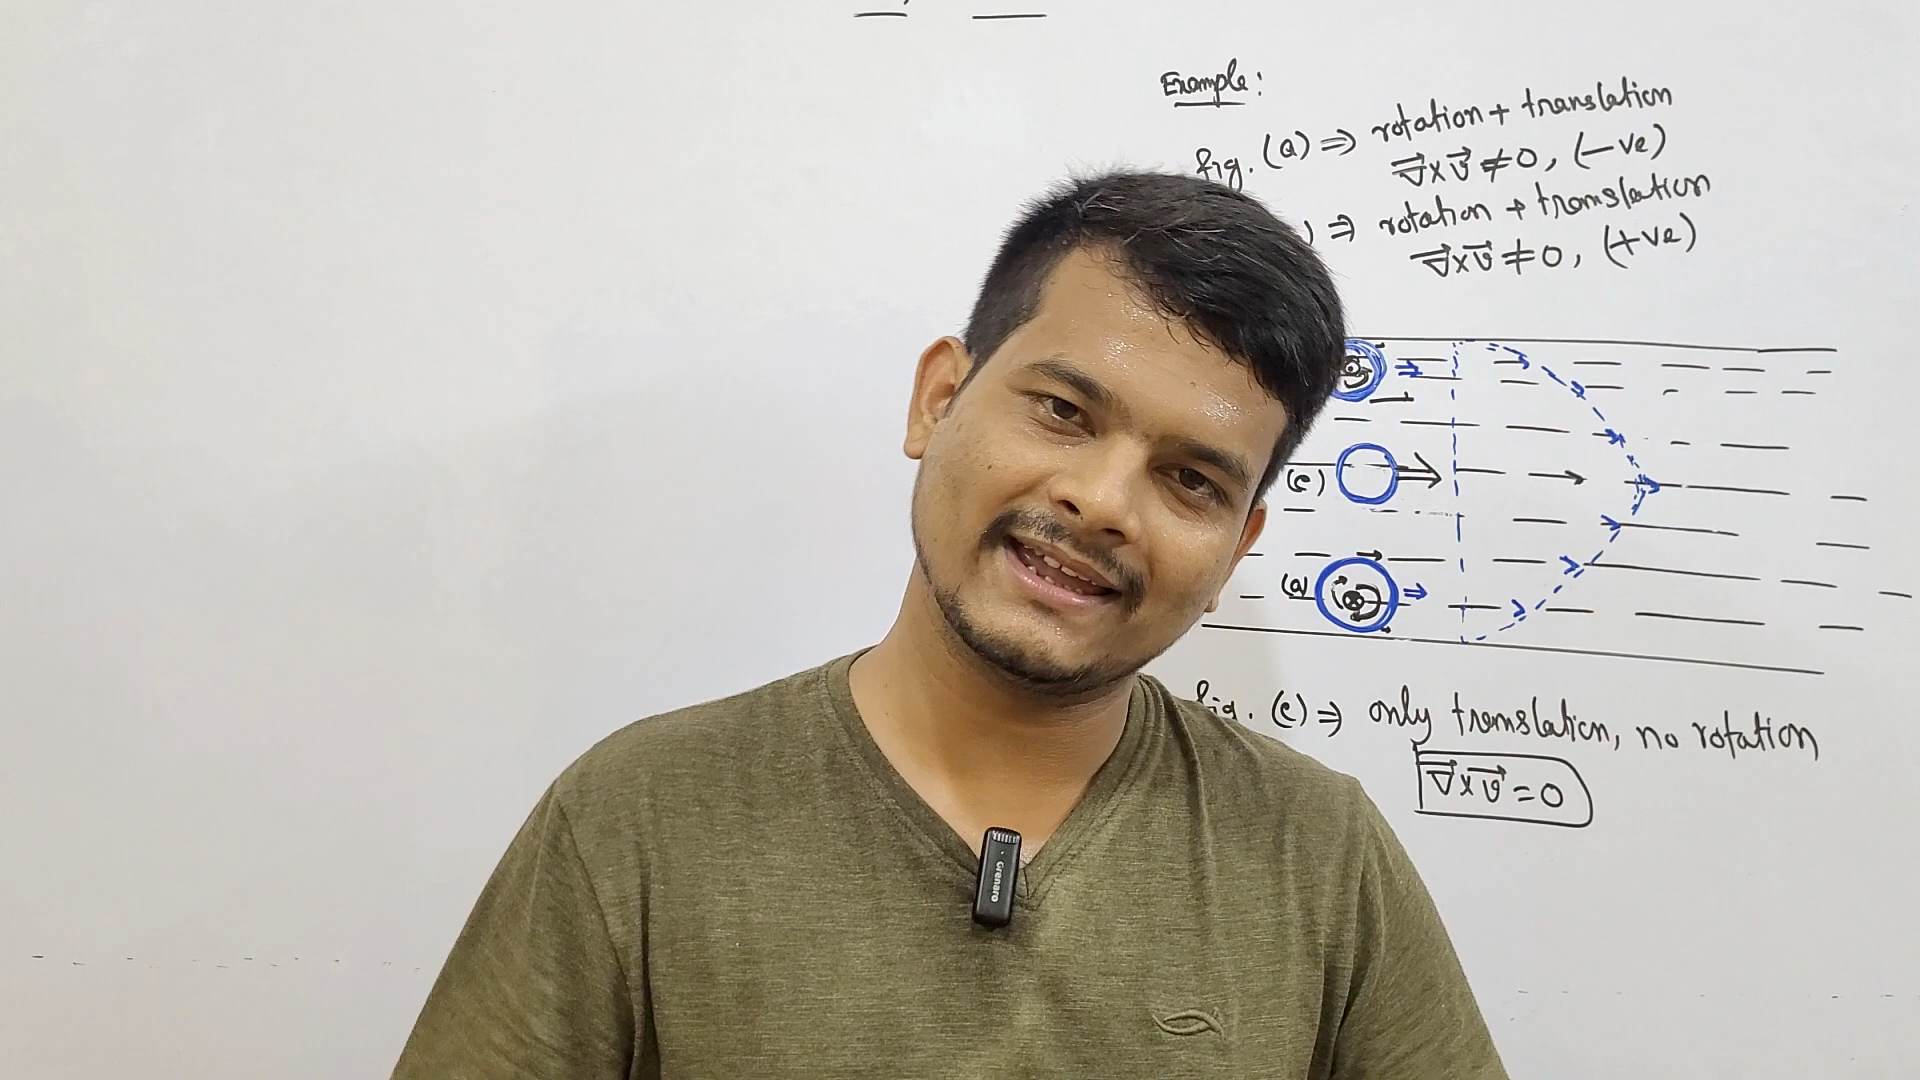 Example:
fig. (a) ⇒ rotation + translation
∇⃗×v⃗ ≠ 0, (-ve)
) ⇒ rotation + translation
∇⃗×v⃗ ≠ 0, (+ve)
(c)
(a)
fig. (c) ⇒ only translation, no rotation
∇⃗×v⃗ = 0
Grenaro